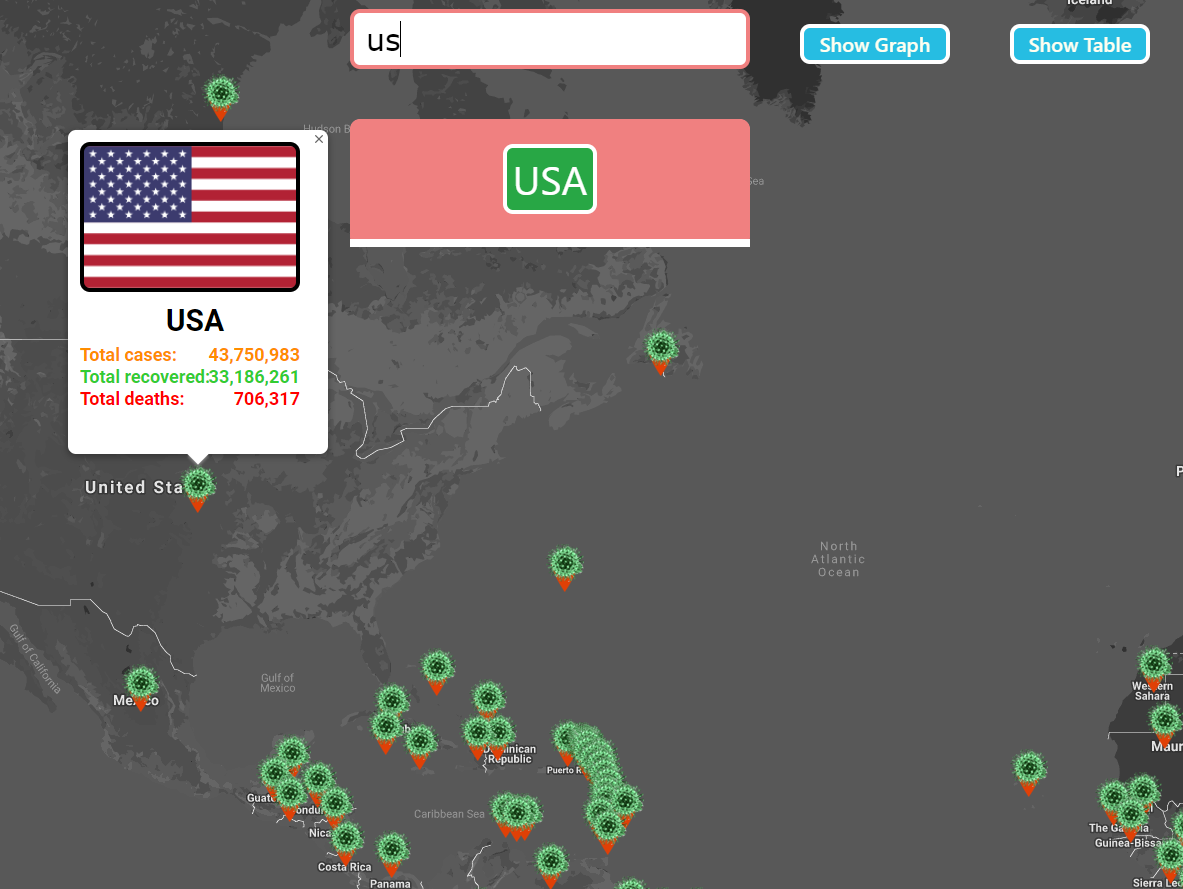 Iceland
us
Show Graph
Show Table
Hudson B
×
USA
Sea
USA
Total cases: 43,750,983
Total recovered:33,186,261
Total deaths: 706,317
P
United Sta
North
Atlantic
Ocean
Gulf of California
Gulf of
Mexico
Mexico
Western
Sahara
Maur
Dominican
Republic
Puerto R
Guate
ondu
Caribbean Sea
Nica
The Gambia
Guinea-Bissa
Costa Rica
Panama
Sierra Leo